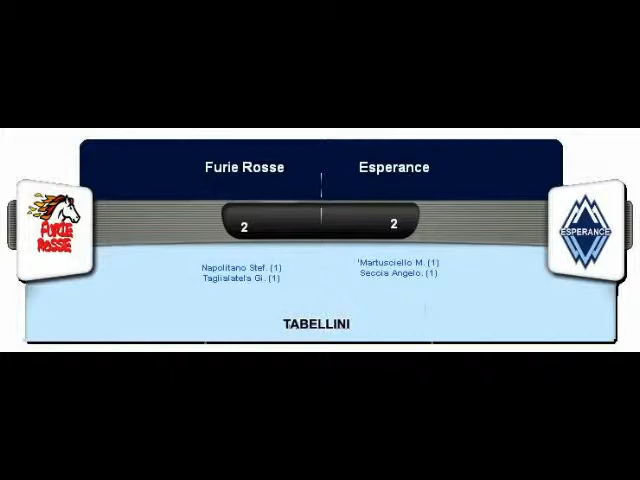 Furie Rosse
Esperance
2
2
Napolitano Stef. (1)
Taglialatela Gi. (1)
'Martusciello M. (1)
Seccia Angelo. (1)
FURIE
ROSSE
ESPERANCE
TABELLINI